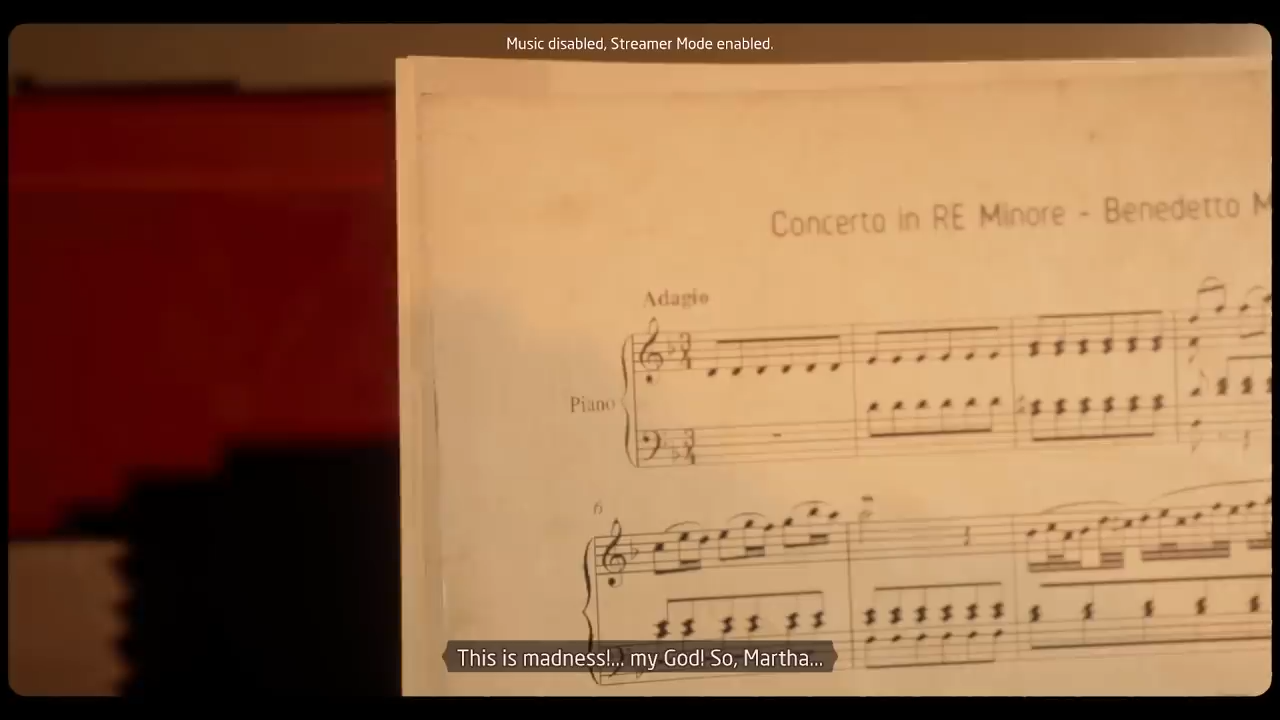 Music disabled, Streamer Mode enabled.
Concerto in RE Minore - Benedetto M
Adagio
Piano
6
This is madness!... my God! So, Martha...